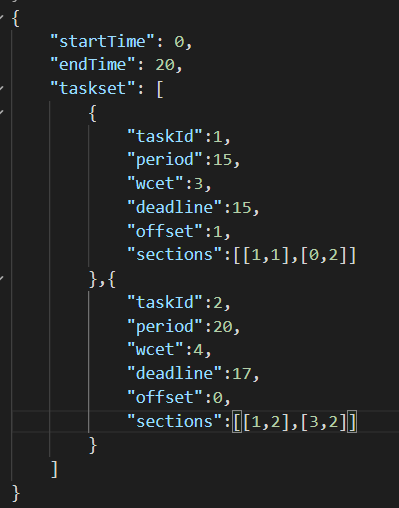 {
"startTime": 0,
"endTime": 20,
"taskset": [
{
"taskId":1,
"period":15,
"wcet":3,
"deadline":15,
"offset":1,
"sections":[[1,1],[0,2]]
},{
"taskId":2,
"period":20,
"wcet":4,
"deadline":17,
"offset":0,
"sections":[[1,2],[3,2]]
}
]
}